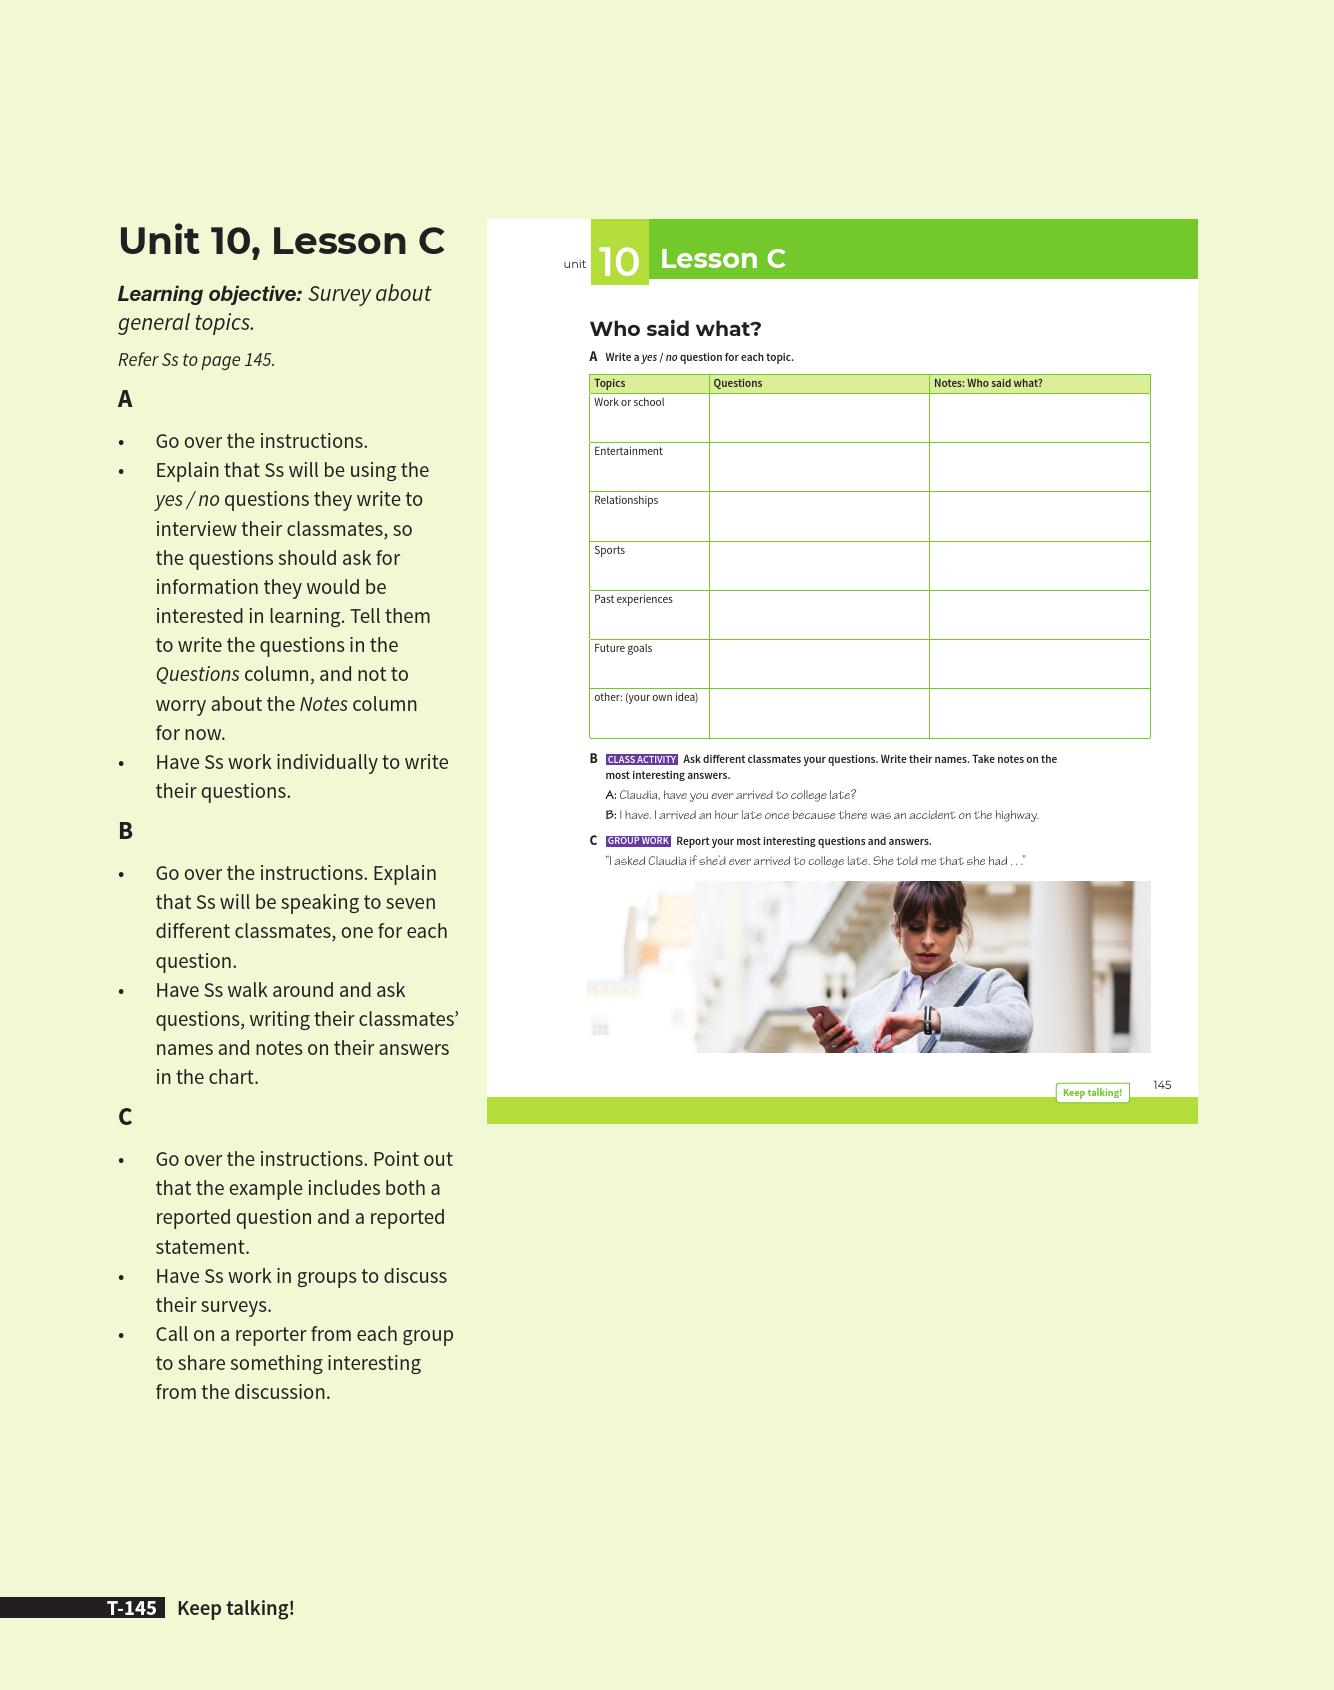 Unit 10, Lesson C
Learning objective: Survey about
general topics.
Refer Ss to page 145.
A
• Go over the instructions.
• Explain that Ss will be using the
yes / no questions they write to
interview their classmates, so
the questions should ask for
information they would be
interested in learning. Tell them
to write the questions in the
Questions column, and not to
worry about the Notes column
for now.
• Have Ss work individually to write
their questions.
B
• Go over the instructions. Explain
that Ss will be speaking to seven
different classmates, one for each
question.
• Have Ss walk around and ask
questions, writing their classmates’
names and notes on their answers
in the chart.
C
• Go over the instructions. Point out
that the example includes both a
reported question and a reported
statement.
• Have Ss work in groups to discuss
their surveys.
• Call on a reporter from each group
to share something interesting
from the discussion.
unit 10 Lesson C
Who said what?
A Write a yes / no question for each topic.
Topics Questions Notes: Who said what?
Work or school
Entertainment
Relationships
Sports
Past experiences
Future goals
other: (your own idea)
B CLASS ACTIVITY Ask different classmates your questions. Write their names. Take notes on the
most interesting answers.
A: Claudia, have you ever arrived to college late?
B: I have. I arrived an hour late once because there was an accident on the highway.
C GROUP WORK Report your most interesting questions and answers.
"I asked Claudia if she'd ever arrived to college late. She told me that she had . . ."
Keep talking! 145
T-145 Keep talking!